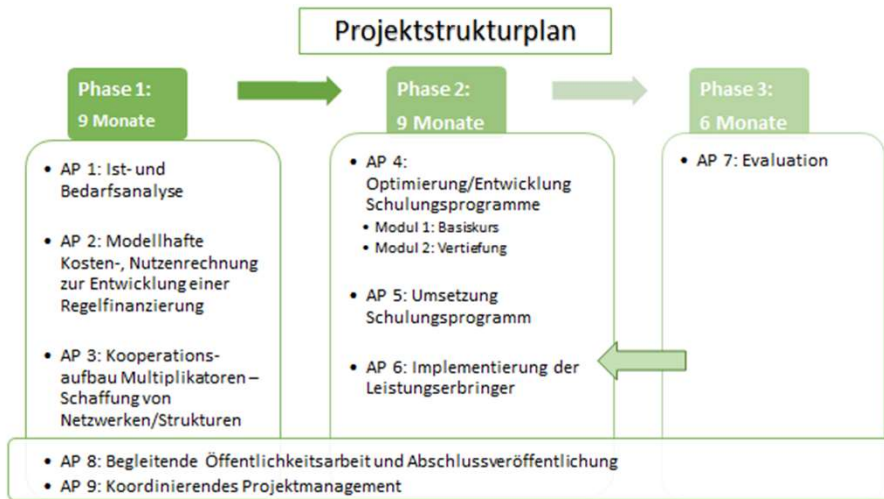 Projektstrukturplan
Phase 1:
9 Monate
• AP 1: Ist- und
Bedarfsanalyse
• AP 2: Modellhafte
Kosten-, Nutzenrechnung
zur Entwicklung einer
Regelfinanzierung
• AP 3: Kooperations-
aufbau Multiplikatoren –
Schaffung von
Netzwerken/Strukturen
Phase 2:
9 Monate
• AP 4:
Optimierung/Entwicklung
Schulungsprogramme
• Modul 1: Basiskurs
• Modul 2: Vertiefung
• AP 5: Umsetzung
Schulungsprogramm
• AP 6: Implementierung der
Leistungserbringer
Phase 3:
6 Monate
• AP 7: Evaluation
• AP 8: Begleitende Öffentlichkeitsarbeit und Abschlussveröffentlichung
• AP 9: Koordinierendes Projektmanagement